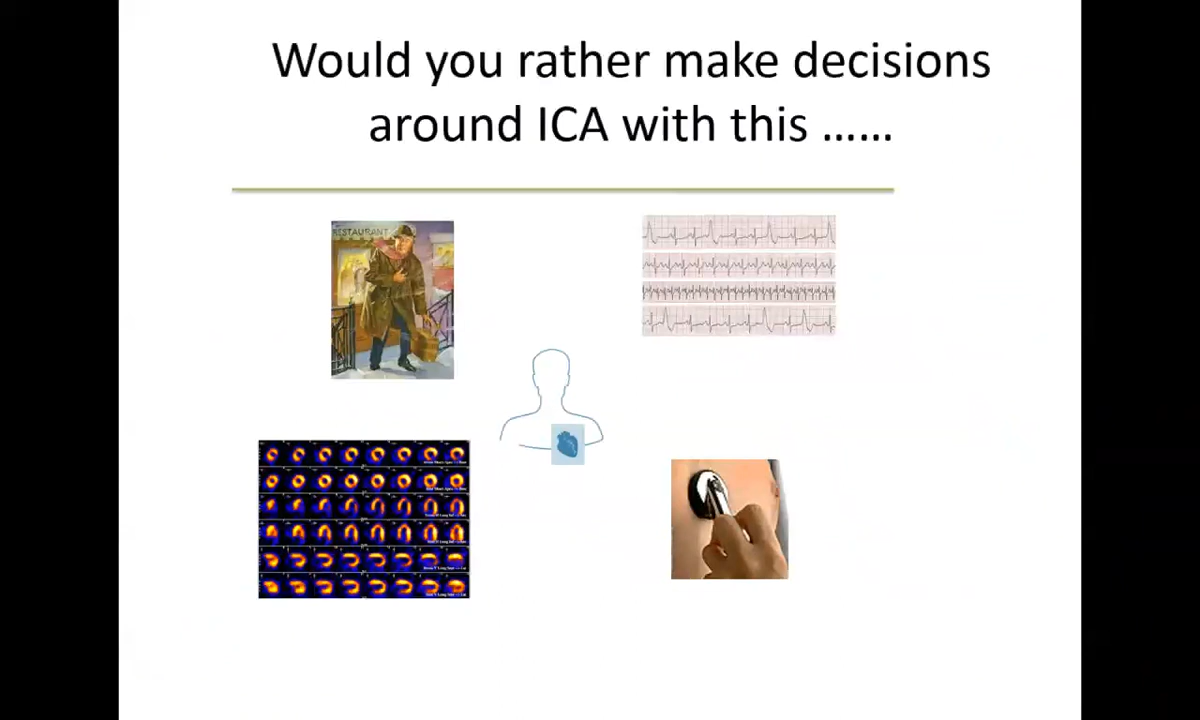 Would you rather make decisions
around ICA with this ......
RESTAURANT